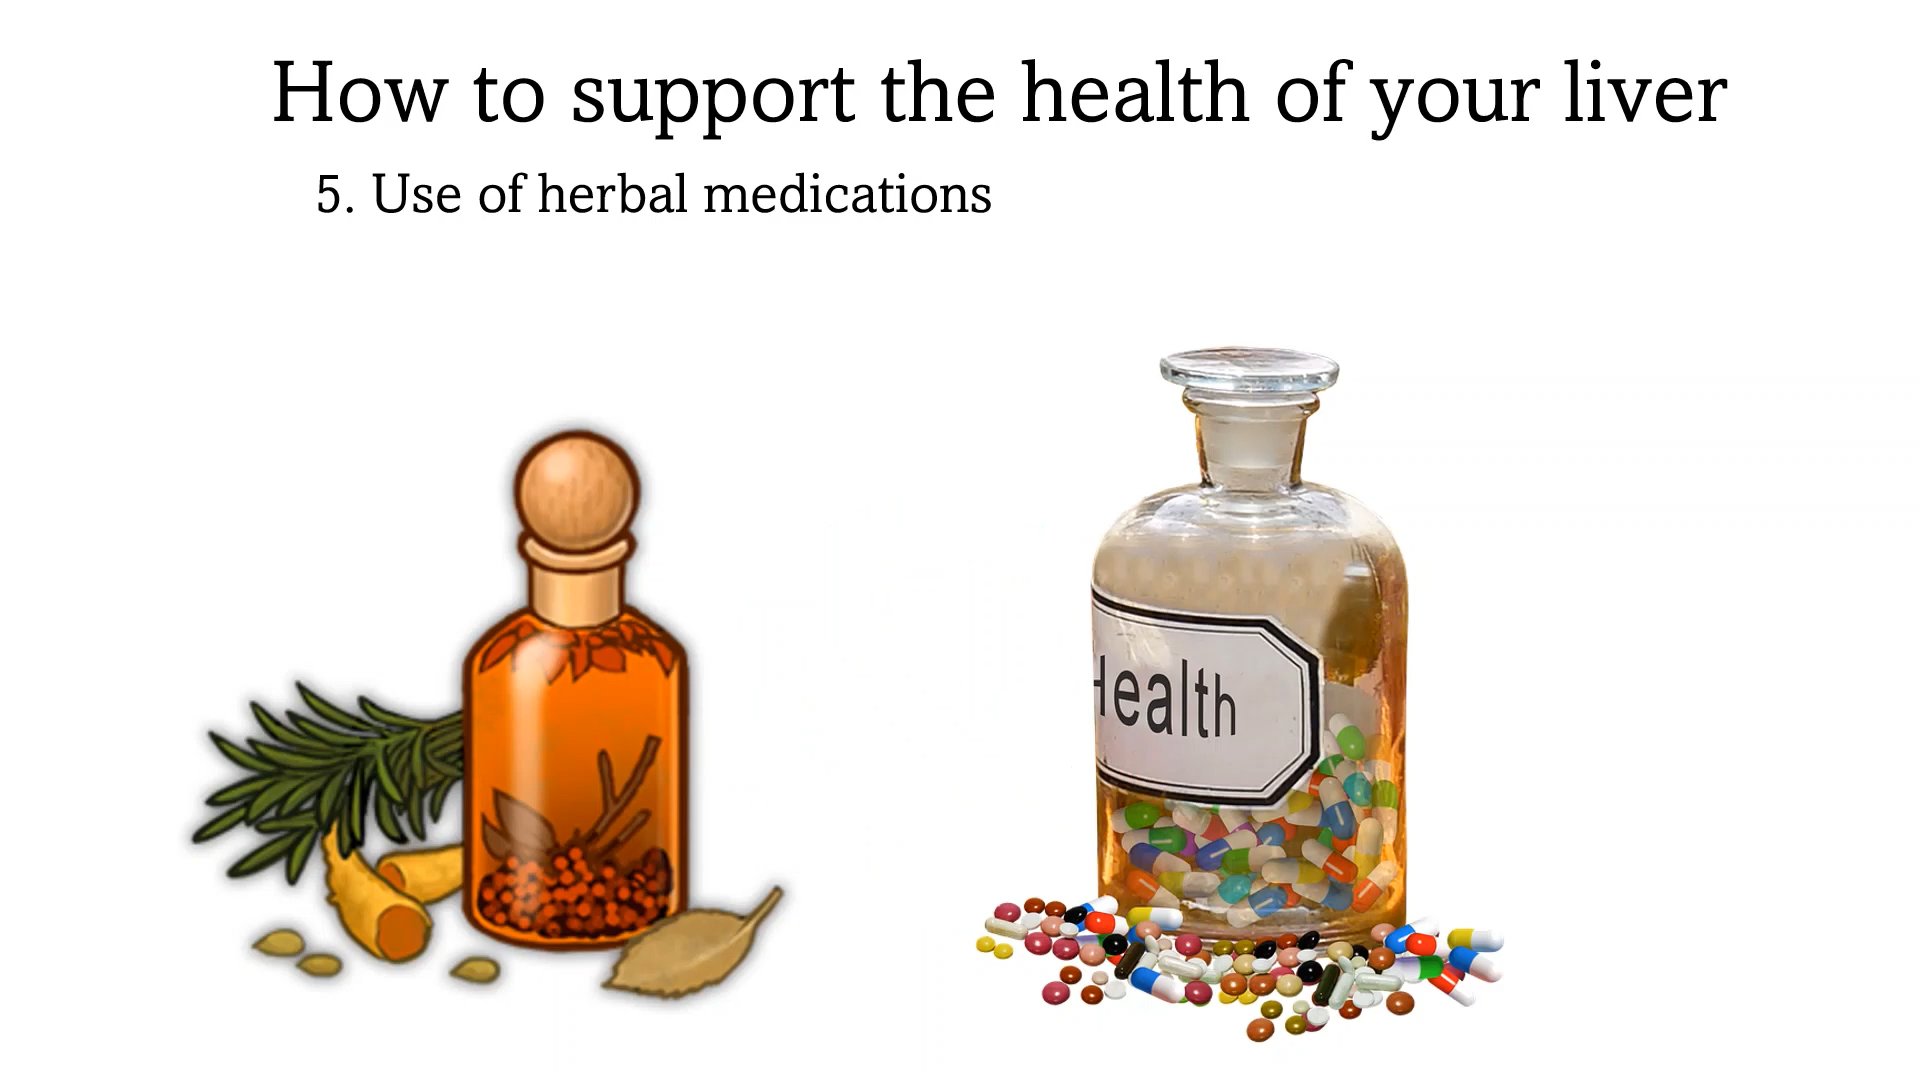 How to support the health of your liver
5. Use of herbal medications
Health